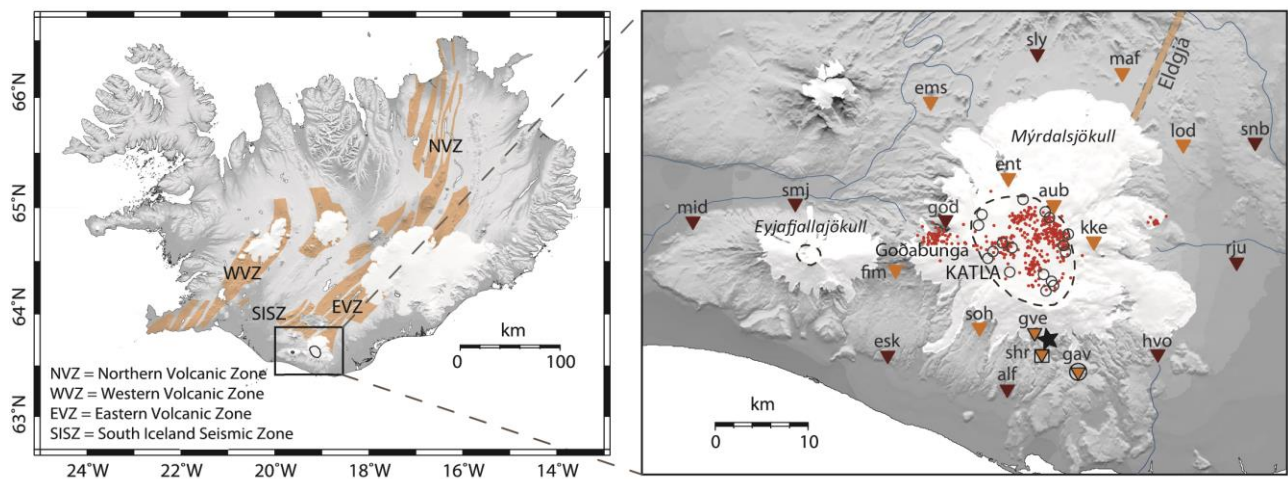 66°N
65°N
64°N
63°N
24°W
22°W
20°W
18°W
16°W
14°W
NVZ
WVZ
SISZ
EVZ
km
0 100
NVZ = Northern Volcanic Zone
WVZ = Western Volcanic Zone
EVZ = Eastern Volcanic Zone
SISZ = South Iceland Seismic Zone
sly
maf
Eldgjá
ems
Mýrdalsjökull
lod
snb
ent
smj
aub
mid
god
Eyjafjallajökull
kke
Goðabunga
KATLA
fim
rju
soh
gve
esk
shr
gav
hvo
alf
km
0 10